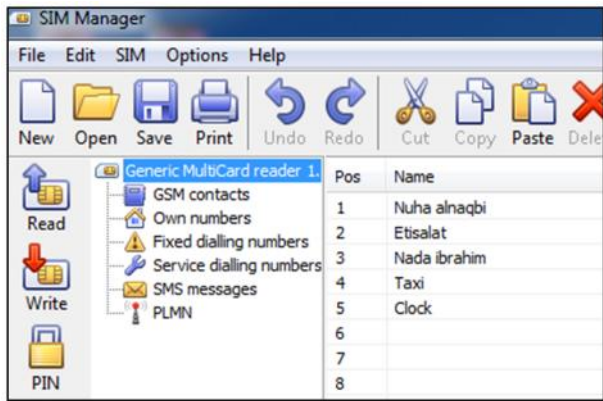 SIM Manager
File Edit SIM Options Help
New Open Save Print Undo Redo Cut Copy Paste Dele
Read
Write
PIN
Generic MultiCard reader 1.
GSM contacts
Own numbers
Fixed dialling numbers
Service dialling numbers
SMS messages
PLMN
Pos Name
1 Nuha alnaqbi
2 Etisalat
3 Nada ibrahim
4 Taxi
5 Clock
6
7
8